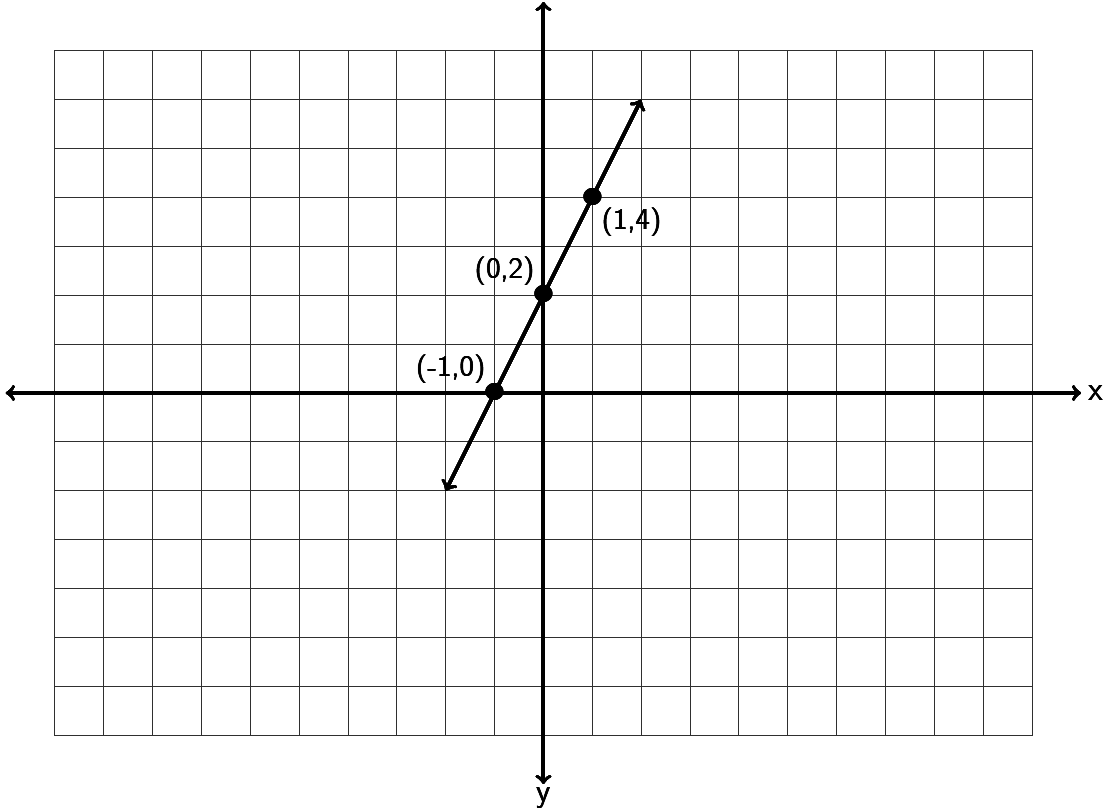 (1,4)
(0,2)
(-1,0)
x
y